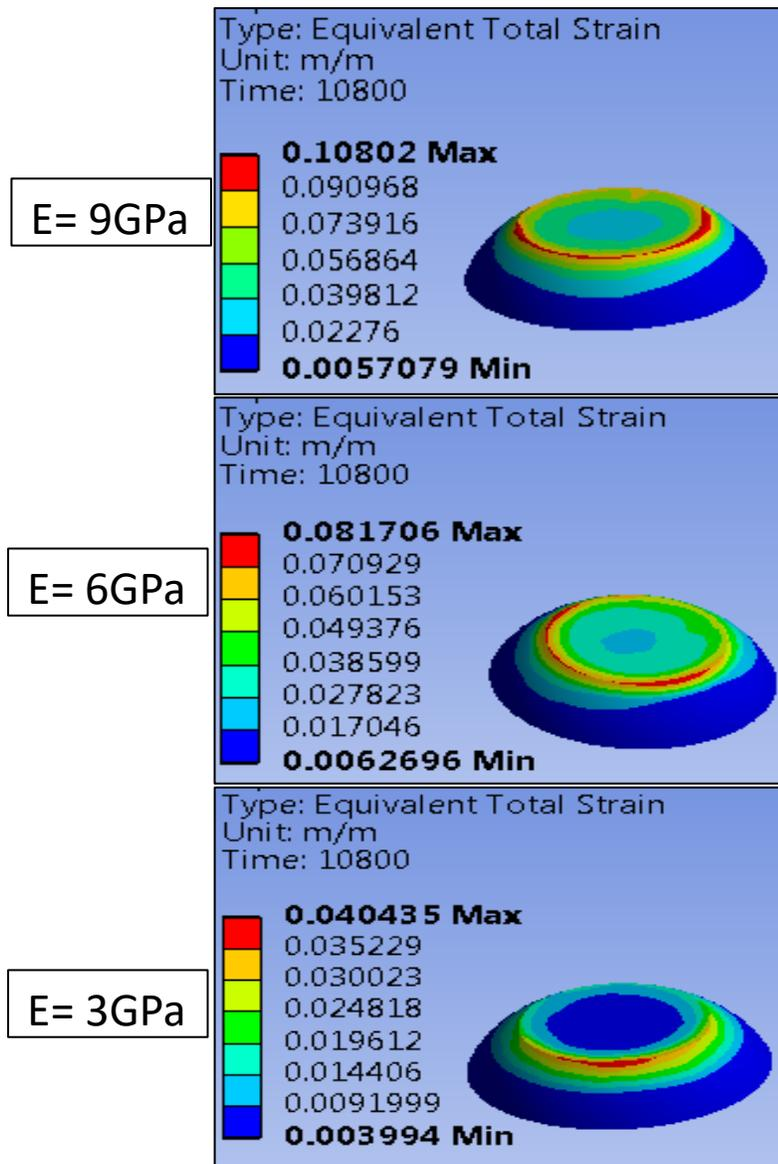 Type: Equivalent Total Strain
Unit: m/m
Time: 10800
0.10802 Max
0.090968
0.073916
0.056864
0.039812
0.02276
0.0057079 Min
E= 9GPa
Type: Equivalent Total Strain
Unit: m/m
Time: 10800
0.081706 Max
0.070929
0.060153
0.049376
0.038599
0.027823
0.017046
0.0062696 Min
E= 6GPa
Type: Equivalent Total Strain
Unit: m/m
Time: 10800
0.040435 Max
0.035229
0.030023
0.024818
0.019612
0.014406
0.0091999
0.003994 Min
E= 3GPa